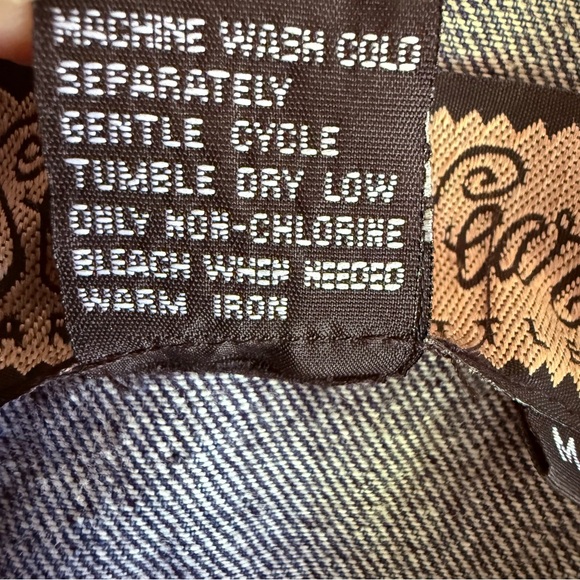 MACHINE WASH COLD
SEPARATELY
GENTLE CYCLE
TUMBLE DRY LOW
ONLY NON-CHLORINE
BLEACH WHEN NEEDED
WARM IRON